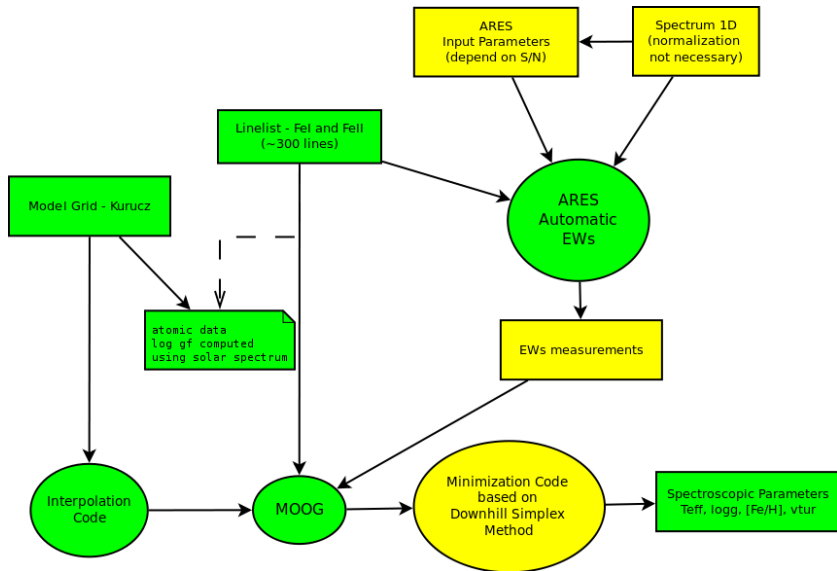 ARES
Input Parameters
(depend on S/N)
Spectrum 1D
(normalization
not necessary)
Linelist - FeI and FeII
(~300 lines)
Model Grid - Kurucz
ARES
Automatic
EWs
atomic data
log gf computed
using solar spectrum
EWs measurements
Interpolation
Code
MOOG
Minimization Code
based on
Downhill Simplex
Method
Spectroscopic Parameters
Teff, logg, [Fe/H], vtur